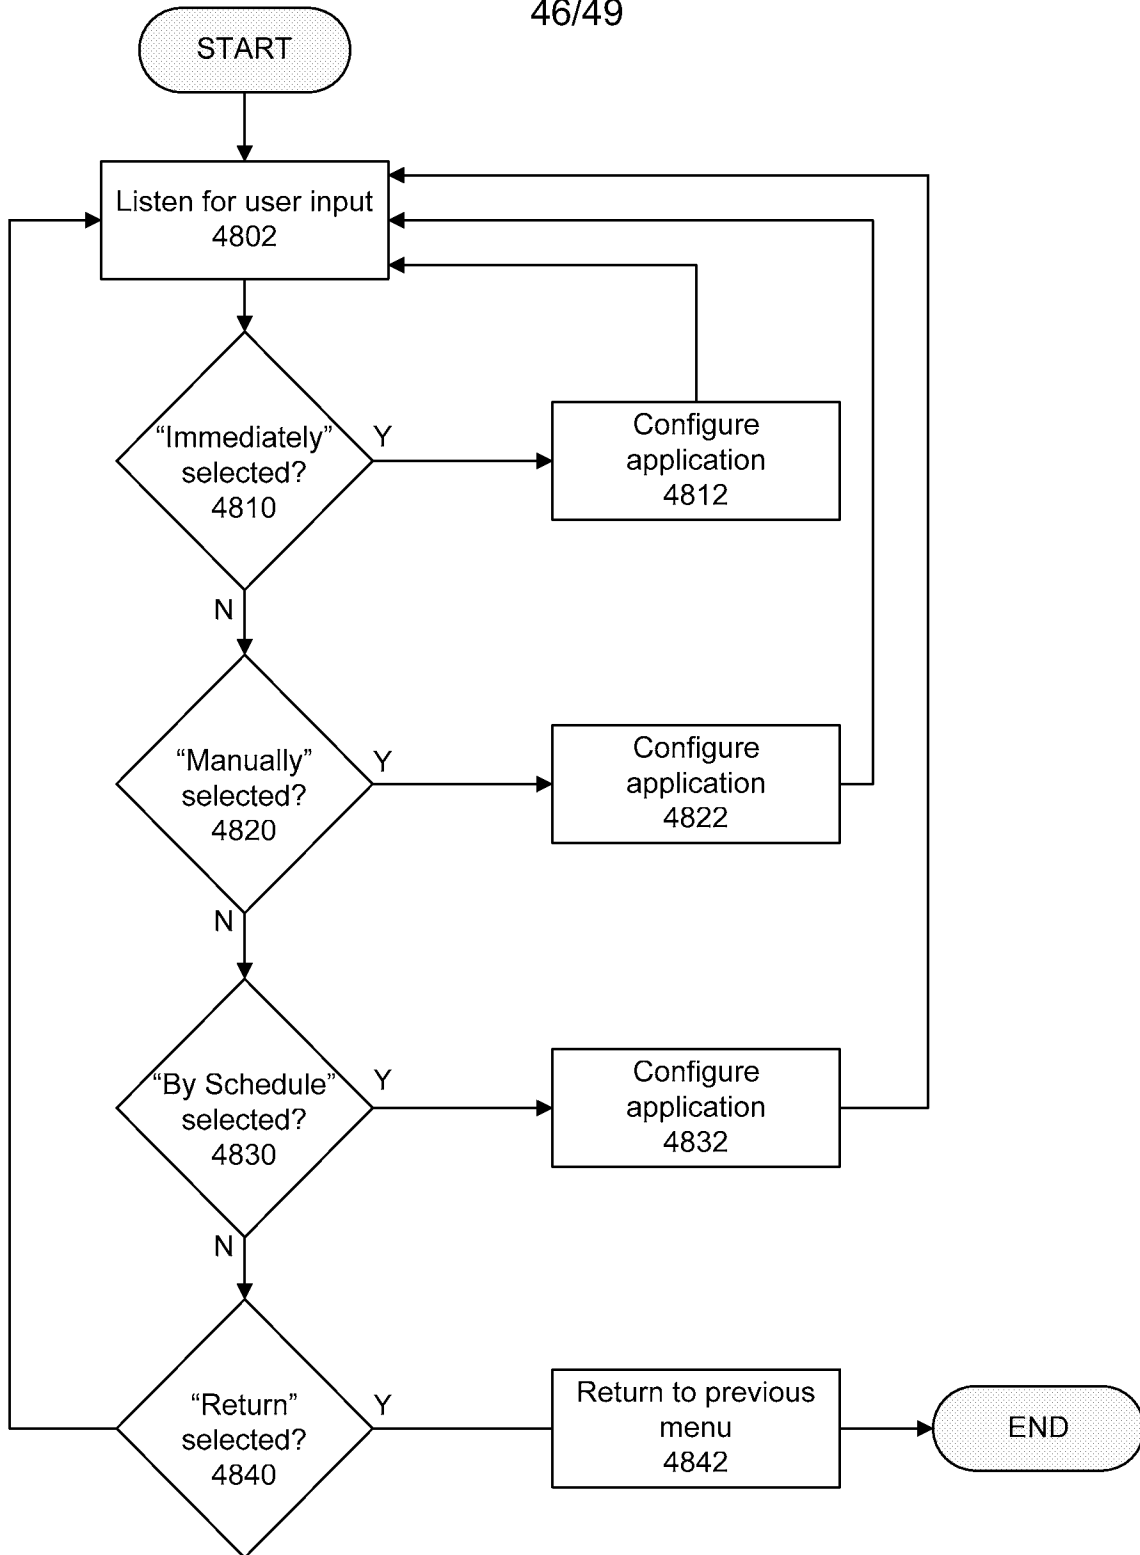 46/49
START
Listen for user input
4802
“Immediately”
selected?
4810
Y
Configure
application
4812
N
“Manually”
selected?
4820
Y
Configure
application
4822
N
“By Schedule”
selected?
4830
Y
Configure
application
4832
N
“Return”
selected?
4840
Y
Return to previous
menu
4842
END